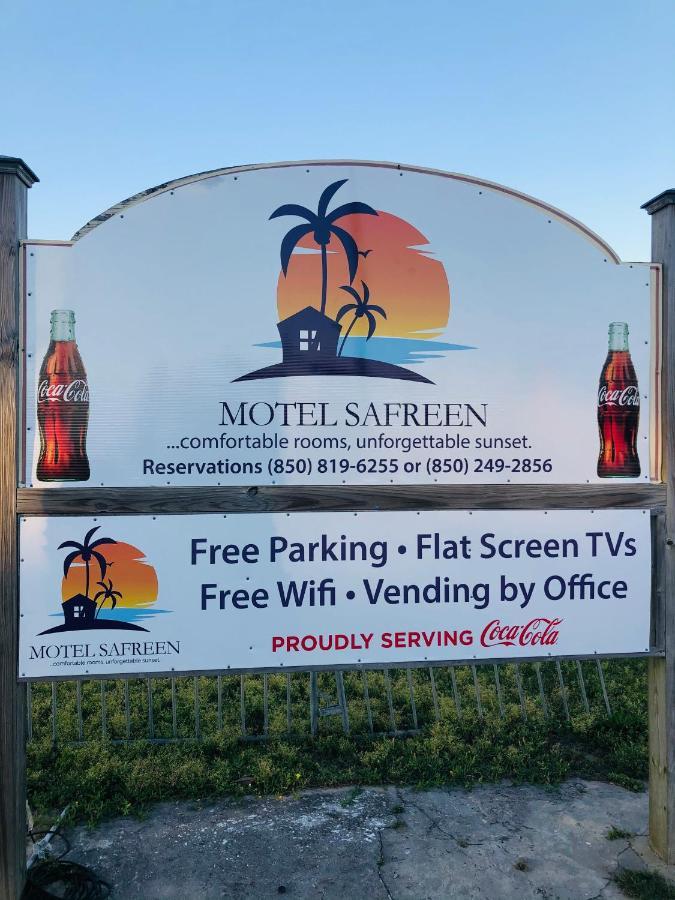 MOTEL SAFREEN
...comfortable rooms, unforgettable sunset.
Coca-Cola
Coca-Cola
Reservations (850) 819-6255 or (850) 249-2856
Free Parking • Flat Screen TVs
Free Wifi • Vending by Office
PROUDLY SERVING Coca-Cola
MOTEL SAFREEN
...comfortable rooms, unforgettable sunset.